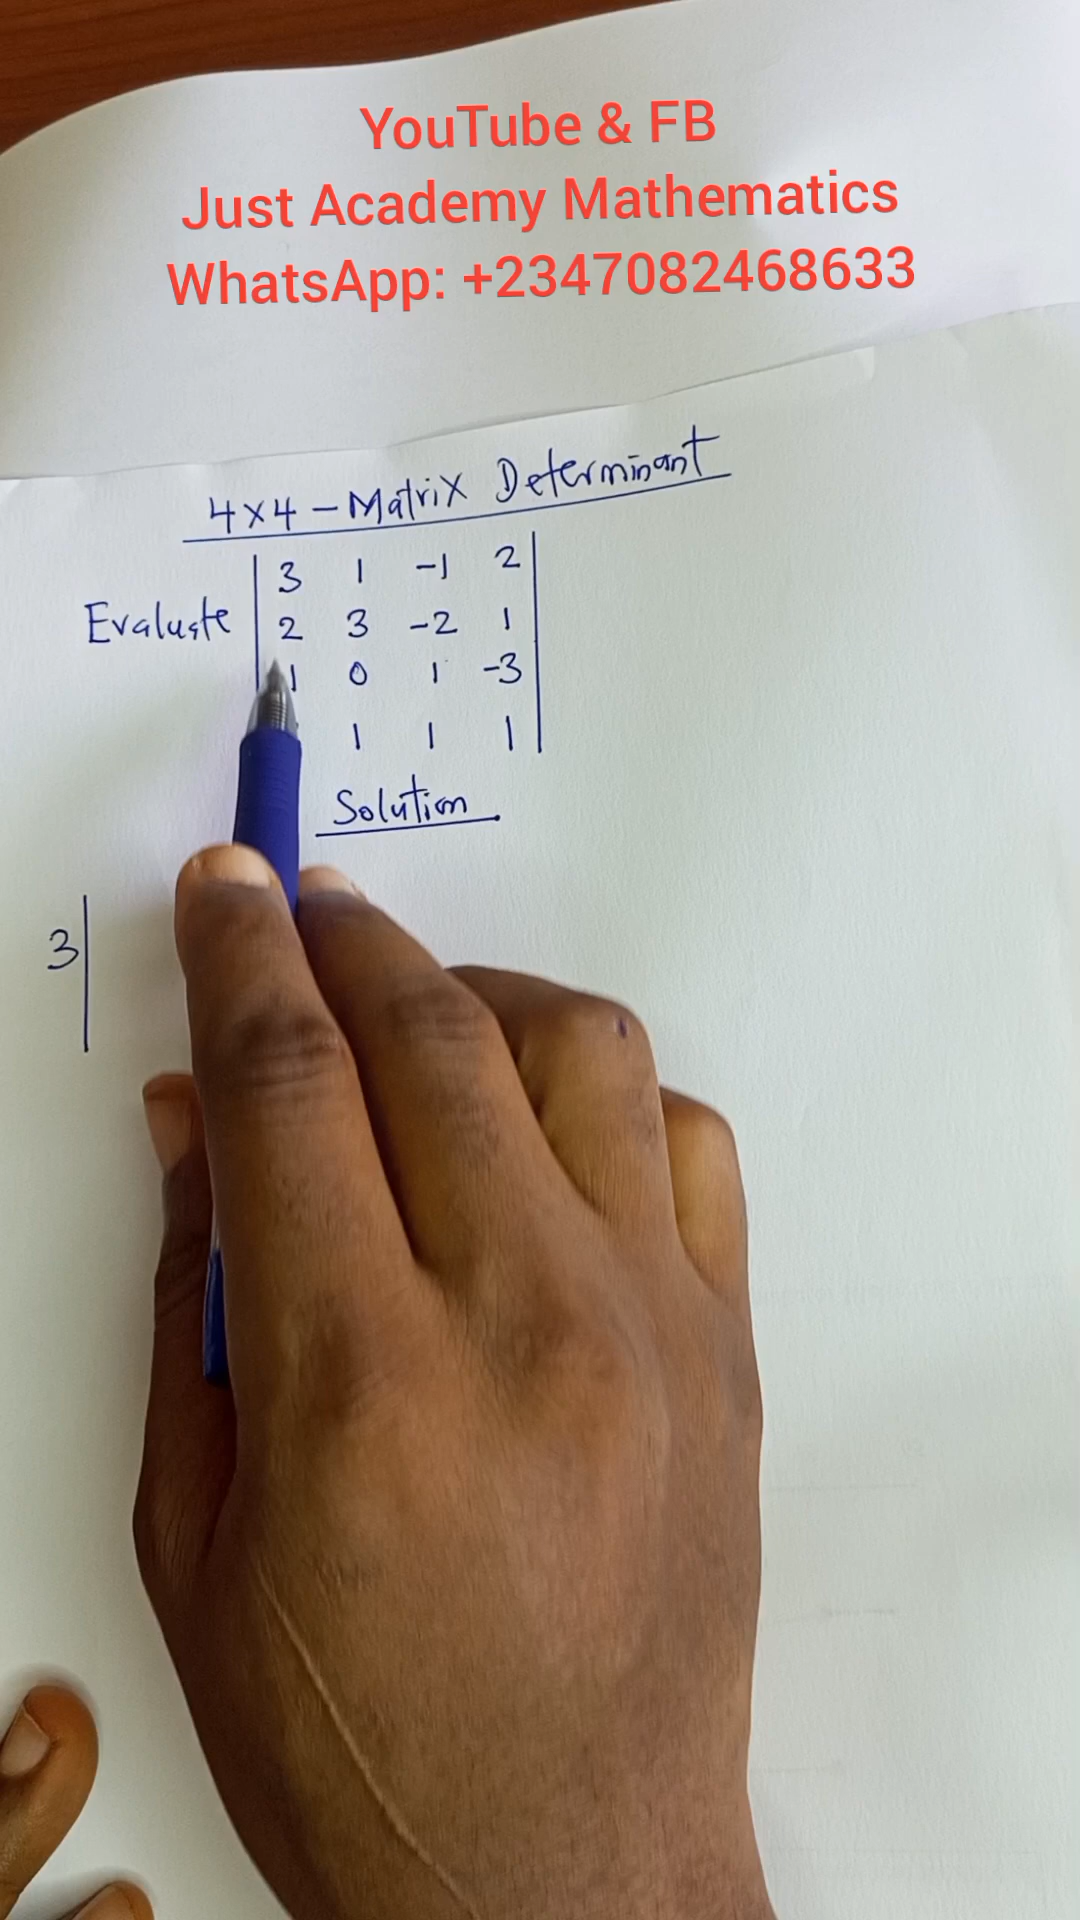 YouTube & FB
Just Academy Mathematics
WhatsApp: +2347082468633
4x4 - Matrix Determinant
Evaluate
3 1 -1 2
2 3 -2 1
1 0 1 -3
1 1 1
Solution
3